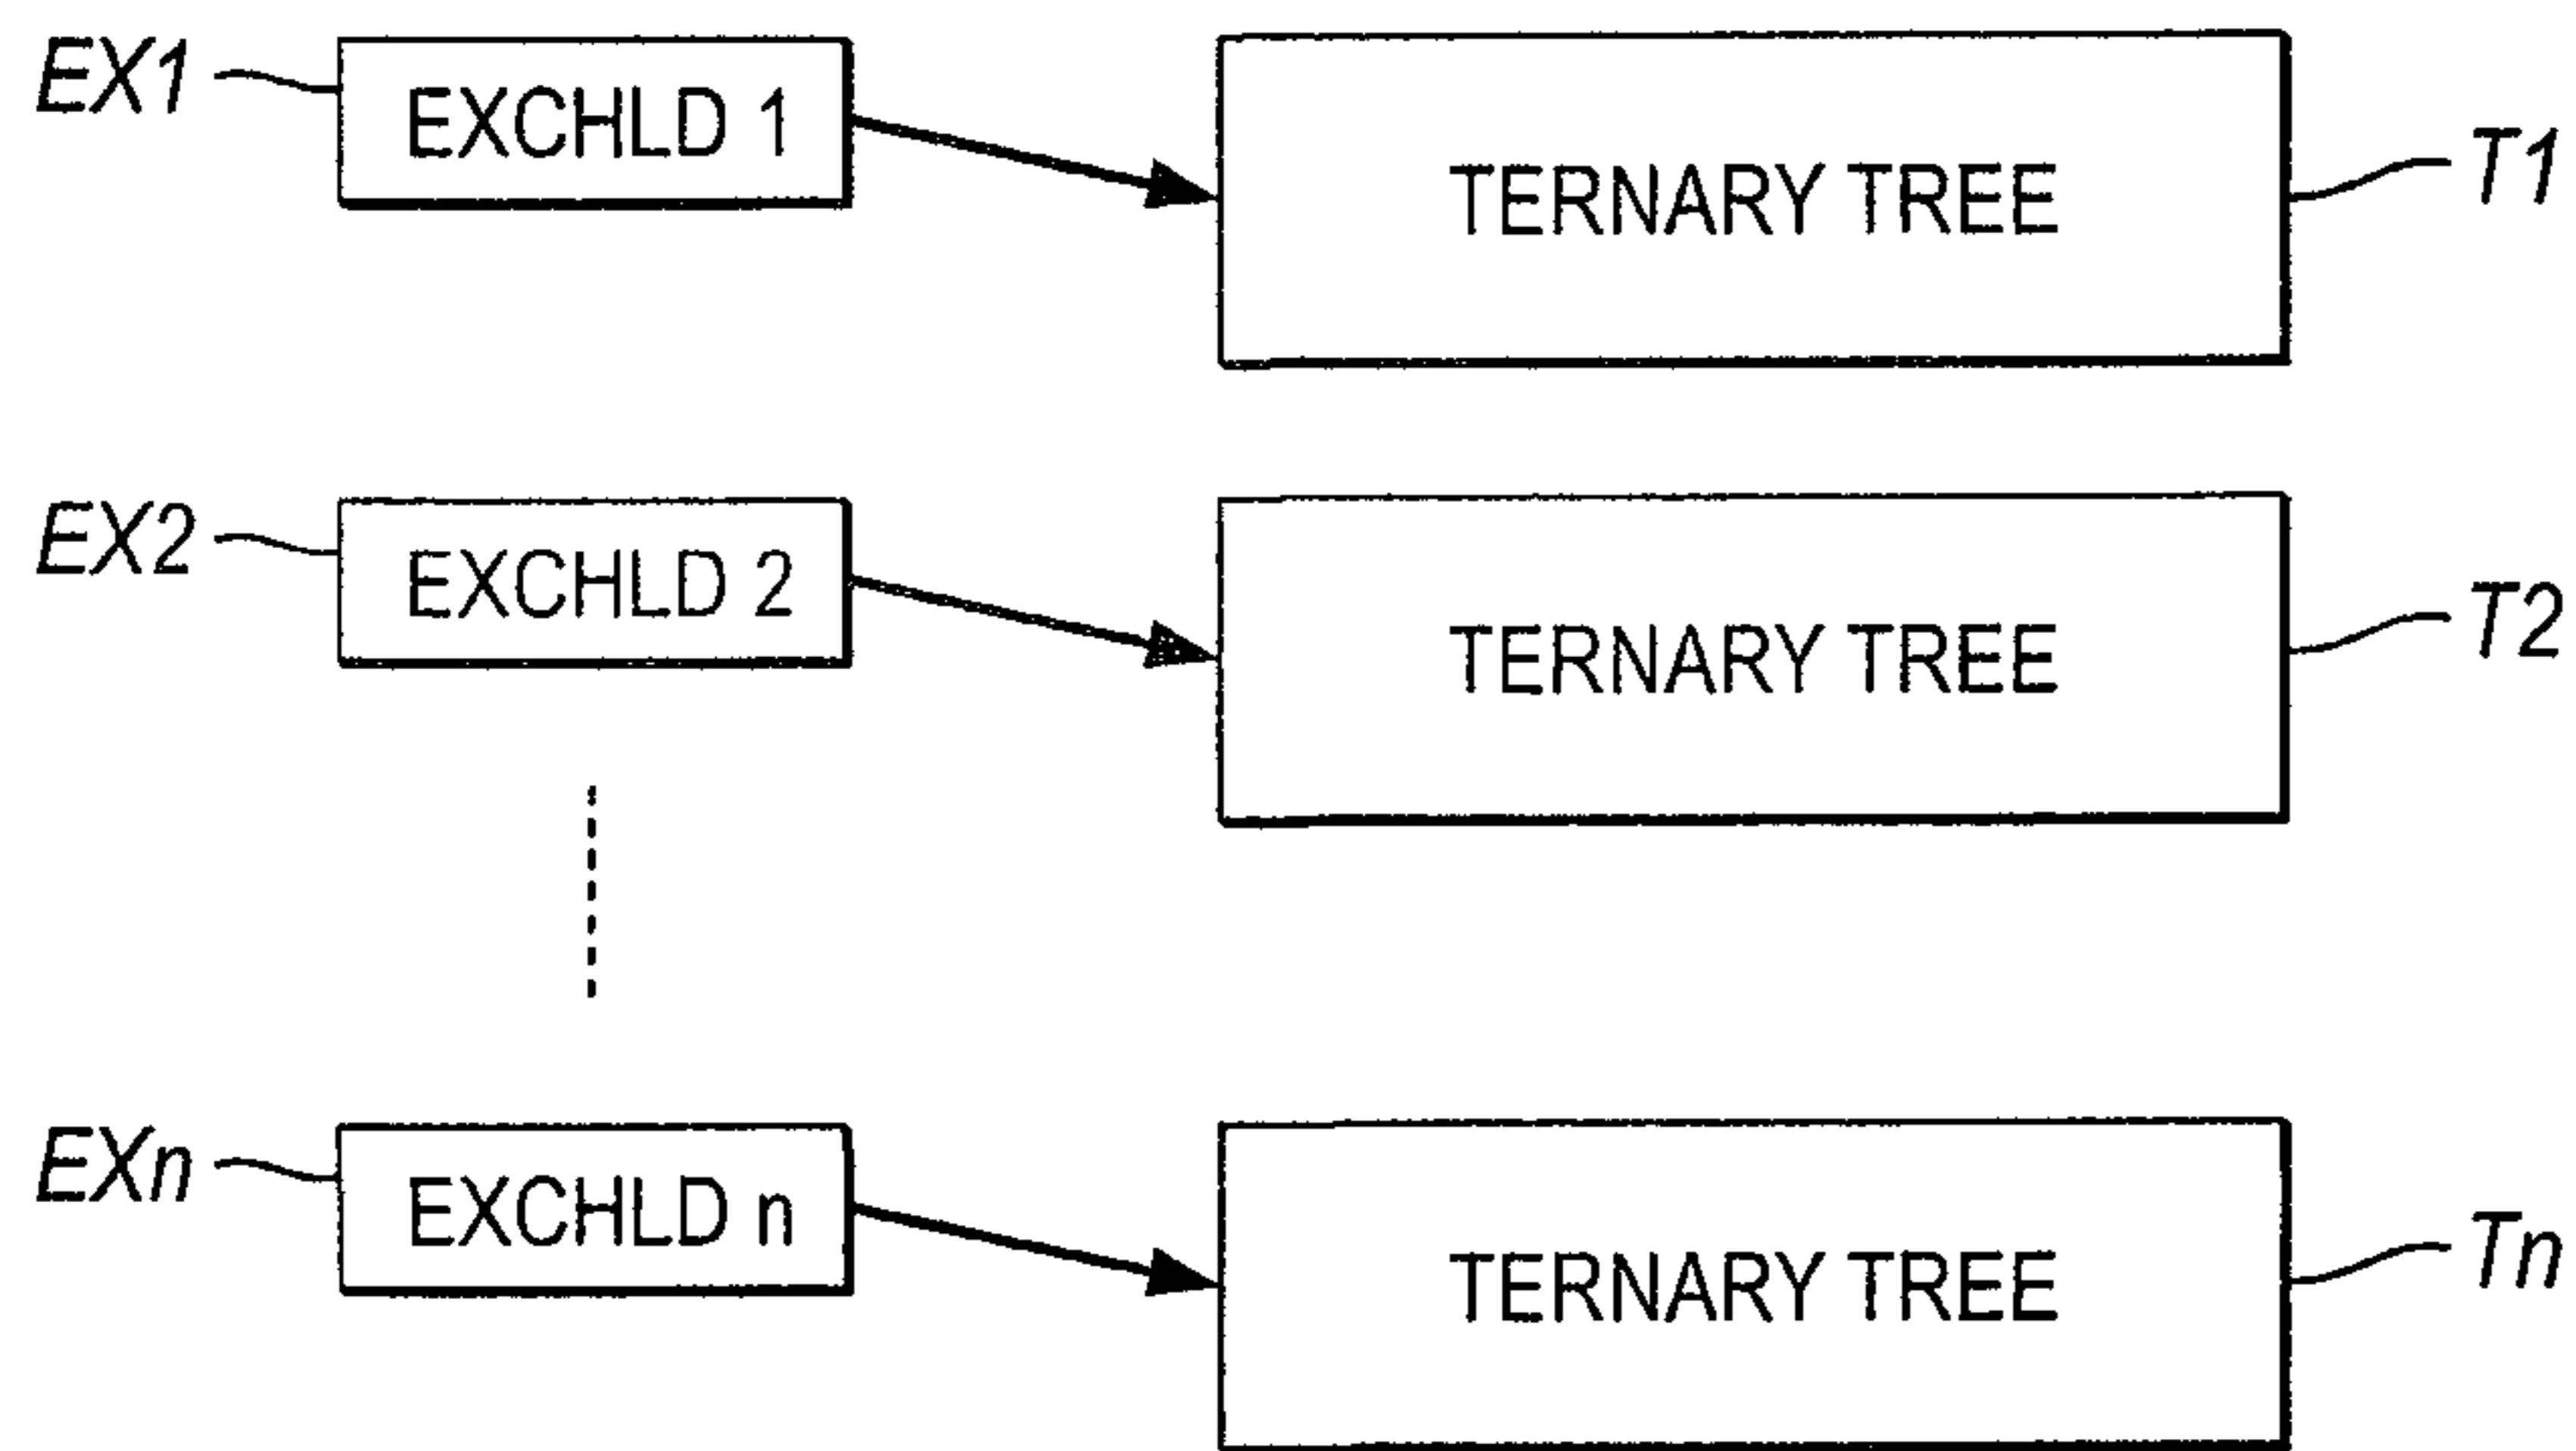 EX1 EXCHLD 1 TERNARY TREE T1
EX2 EXCHLD 2 TERNARY TREE T2
EXn EXCHLD n TERNARY TREE Tn